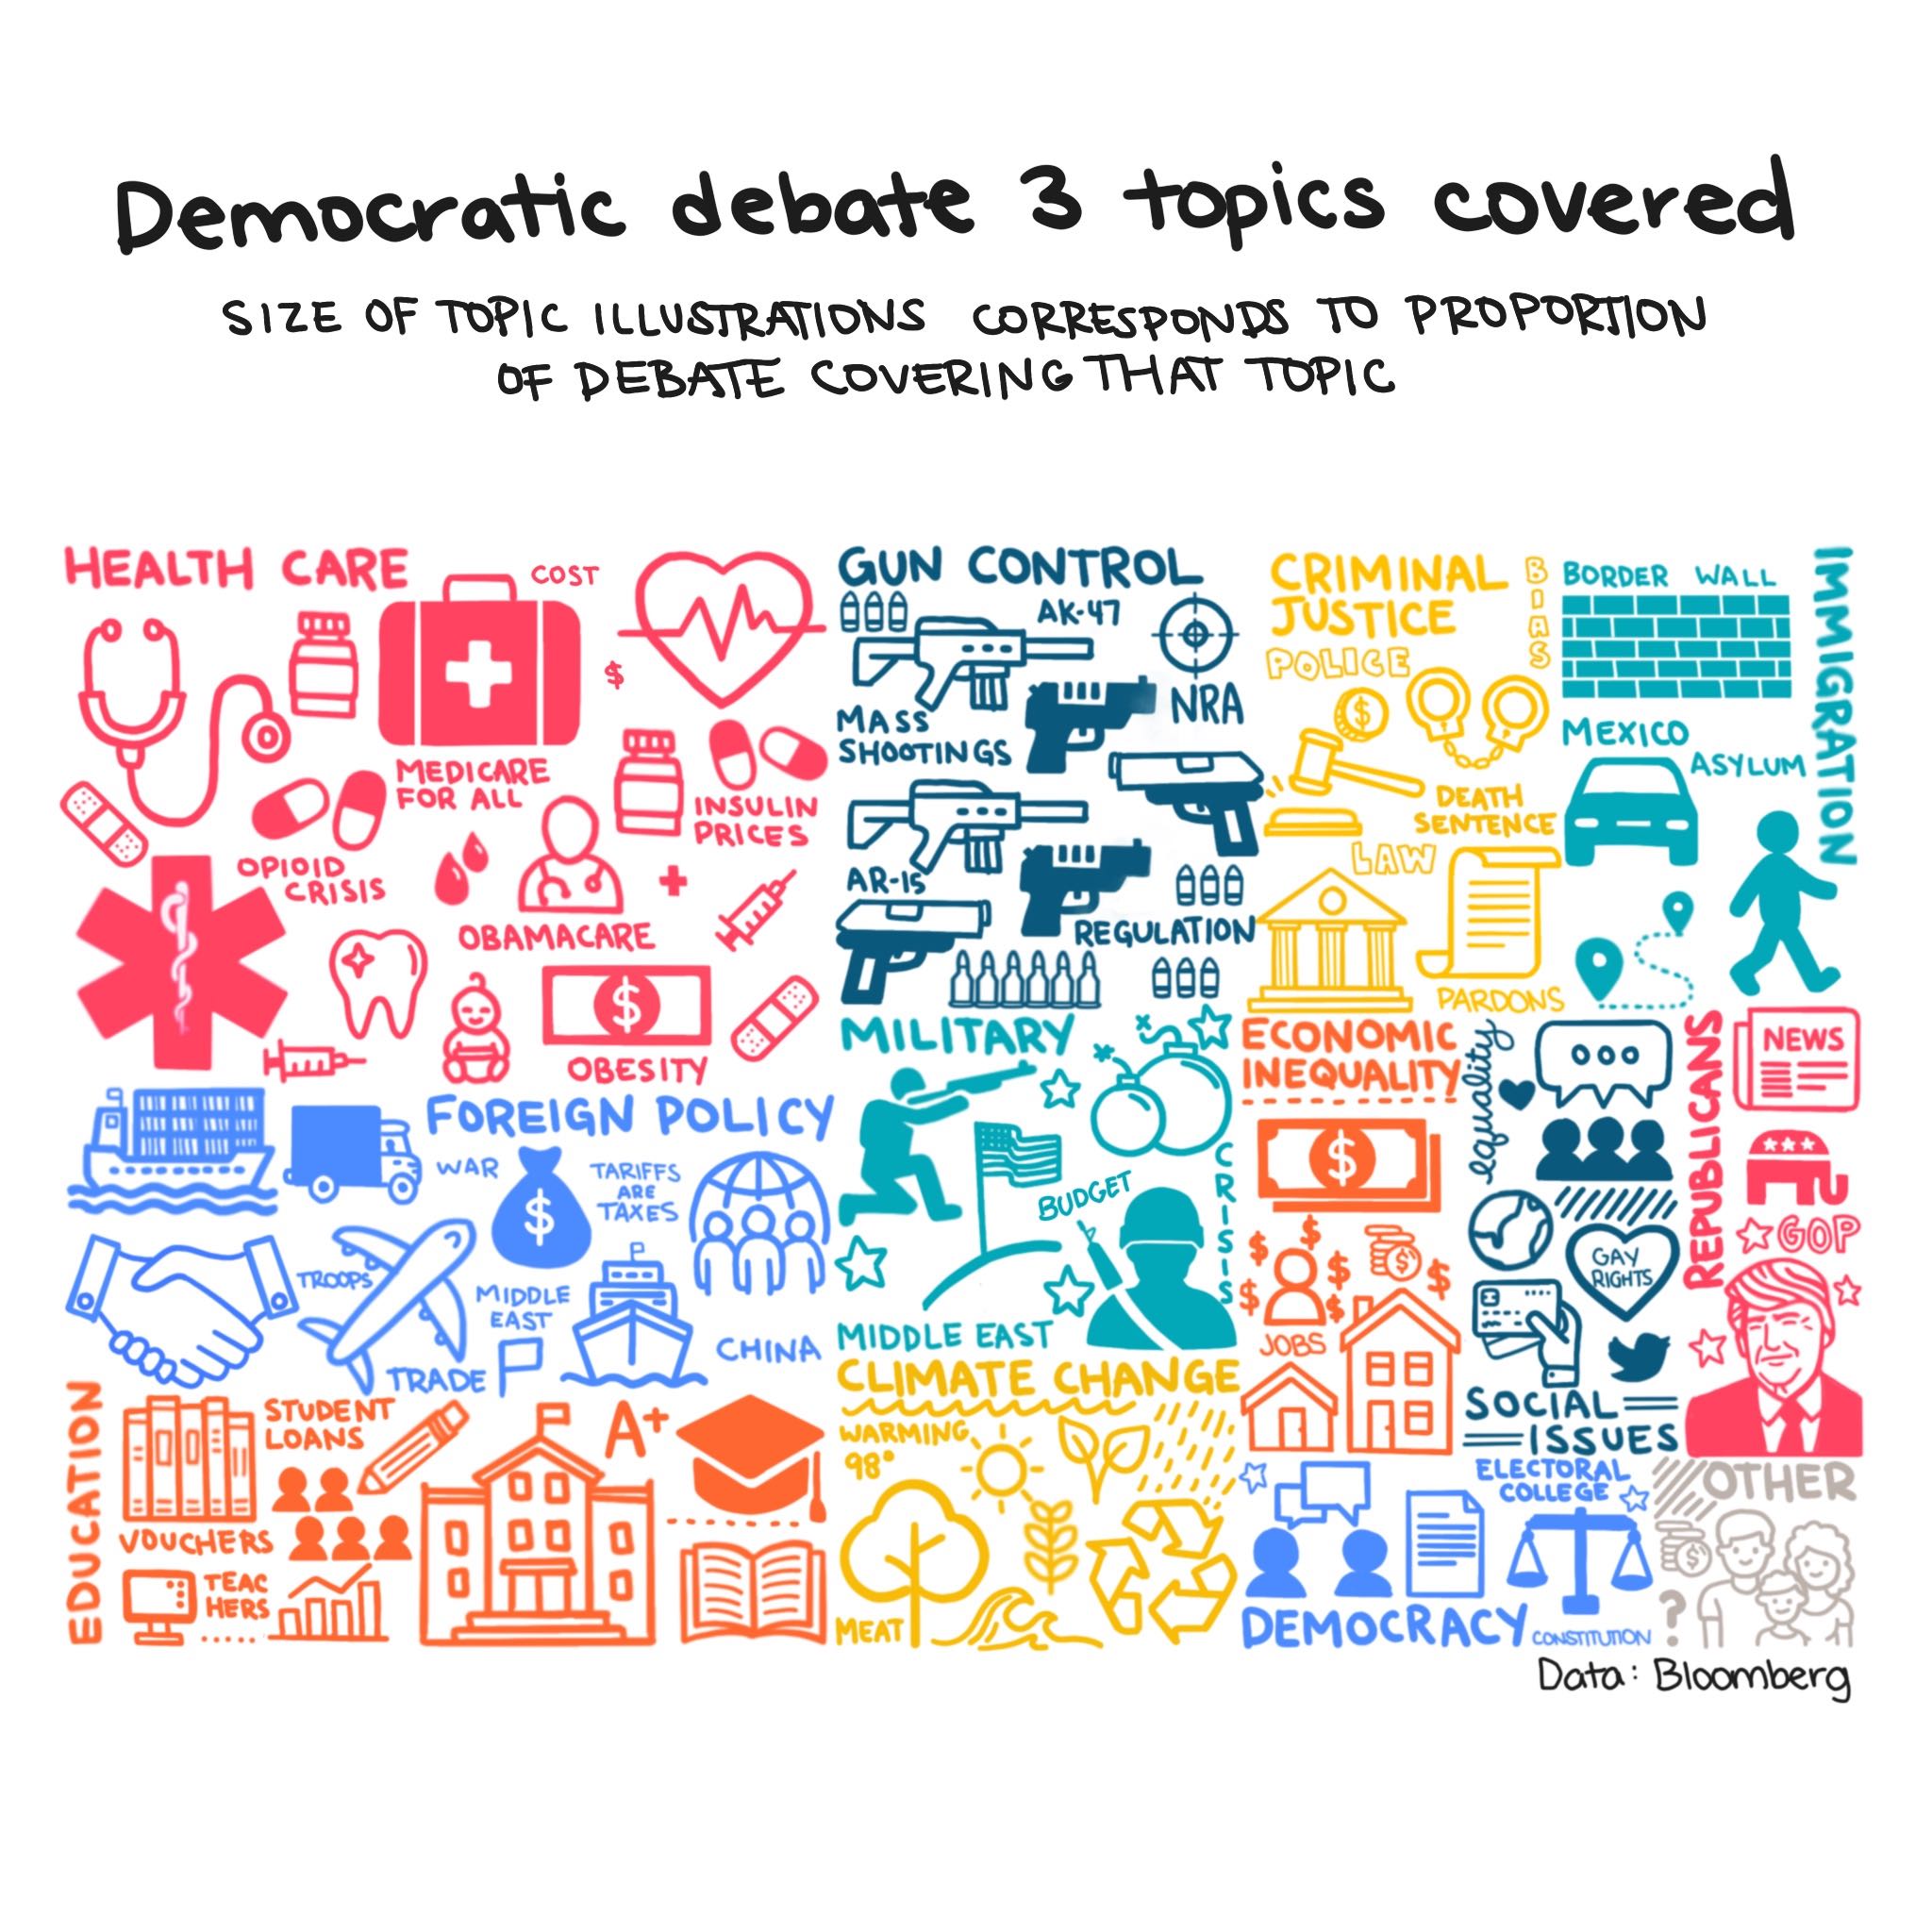 Democratic debate 3 topics covered
SIZE OF TOPIC ILLUSTRATIONS CORRESPONDS TO PROPORTION
OF DEBATE COVERING THAT TOPIC
HEALTH CARE
COST
$
MEDICARE
FOR ALL
INSULIN
PRICES
OPIOID
CRISIS
OBAMACARE
$
OBESITY
GUN CONTROL
AK-47
NRA
MASS
SHOOTINGS
AR-15
REGULATION
CRIMINAL
JUSTICE
BIAS
POLICE
$
DEATH
SENTENCE
LAW
PARDONS
IMMIGRATION
BORDER WALL
MEXICO
ASYLUM
FOREIGN POLICY
WAR
$
TARIFFS
ARE
TAXES
TROOPS
MIDDLE
EAST
TRADE
CHINA
MILITARY
BUDGET
CRISIS
MIDDLE EAST
ECONOMIC
INEQUALITY
$
$
$
$
$
$
$
$
JOBS
equality
GAY
RIGHTS
SOCIAL
ISSUES
REPUBLICANS
NEWS
GOP
EDUCATION
STUDENT
LOANS
A+
VOUCHERS
TEAC
HERS
CLIMATE CHANGE
WARMING
98°
MEAT
ELECTORAL
COLLEGE
DEMOCRACY
CONSTITUTION
OTHER
$
?
Data: Bloomberg